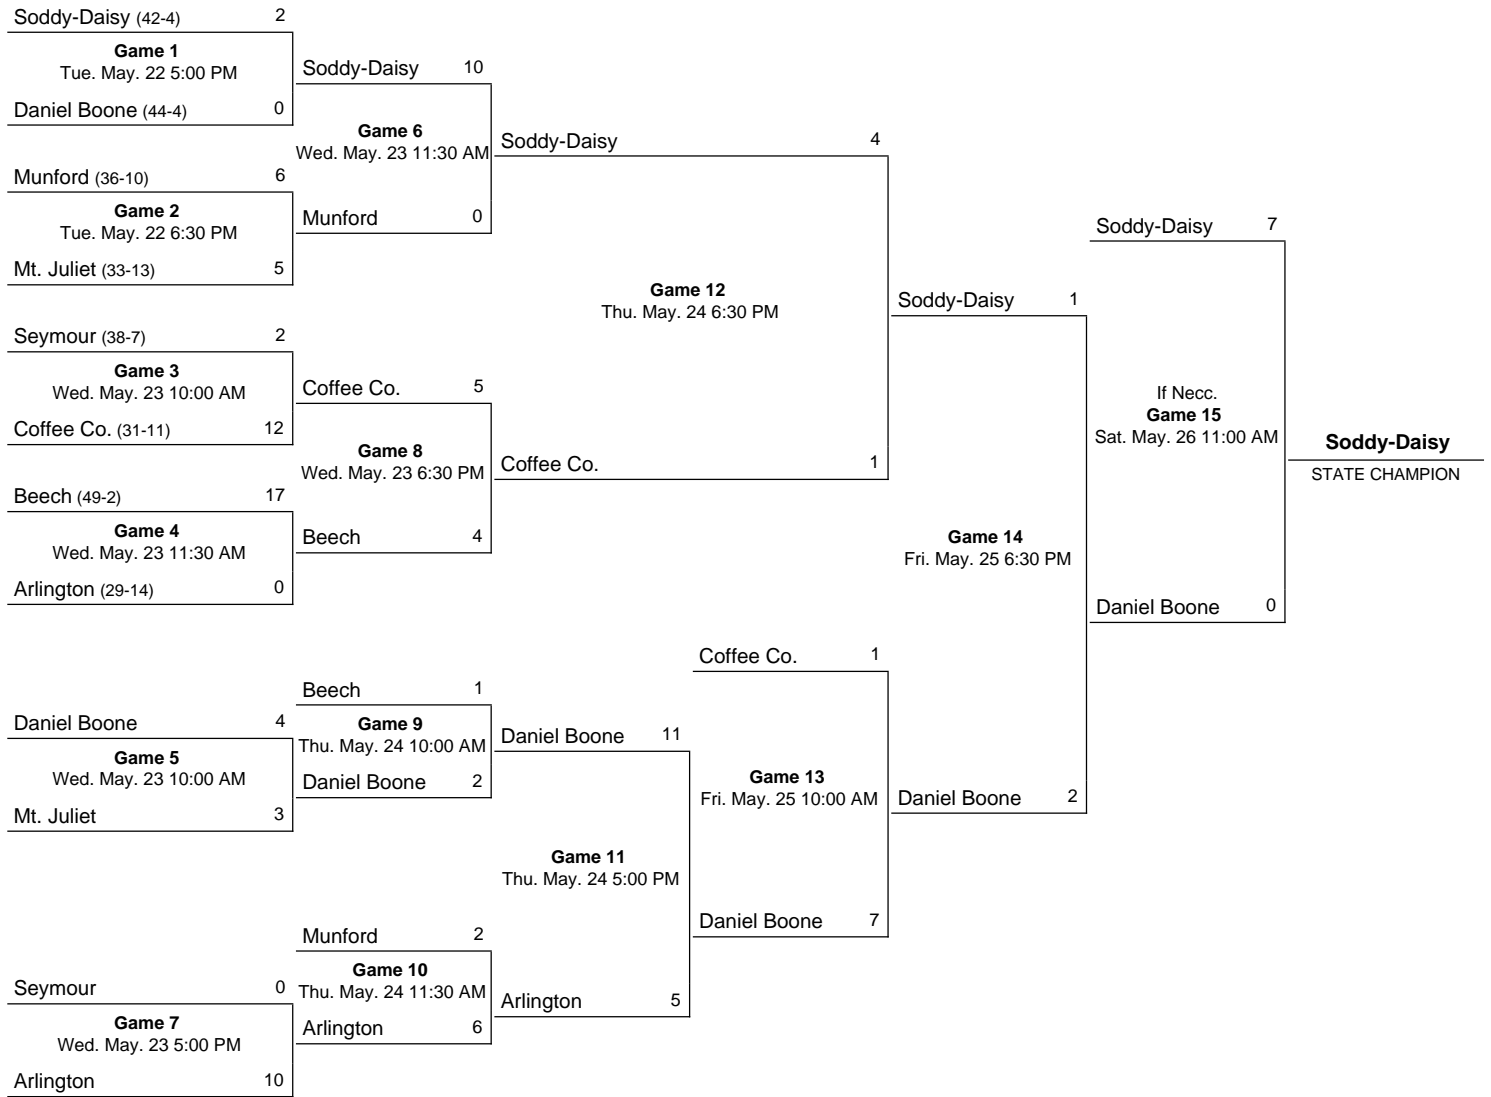 Soddy-Daisy (42-4) 2
Game 1
Tue. May. 22 5:00 PM
Daniel Boone (44-4) 0
Munford (36-10) 6
Game 2
Tue. May. 22 6:30 PM
Mt. Juliet (33-13) 5
Seymour (38-7) 2
Game 3
Wed. May. 23 10:00 AM
Coffee Co. (31-11) 12
Beech (49-2) 17
Game 4
Wed. May. 23 11:30 AM
Arlington (29-14) 0
Daniel Boone 4
Game 5
Wed. May. 23 10:00 AM
Mt. Juliet 3
Seymour 0
Game 7
Wed. May. 23 5:00 PM
Arlington 10
Soddy-Daisy 10
Game 6
Wed. May. 23 11:30 AM
Munford 0
Coffee Co. 5
Game 8
Wed. May. 23 6:30 PM
Beech 4
Beech 1
Game 9
Thu. May. 24 10:00 AM
Daniel Boone 2
Munford 2
Game 10
Thu. May. 24 11:30 AM
Arlington 6
Soddy-Daisy 4
Game 12
Thu. May. 24 6:30 PM
Coffee Co. 1
Daniel Boone 11
Game 11
Thu. May. 24 5:00 PM
Arlington 5
Coffee Co. 1
Game 13
Fri. May. 25 10:00 AM
Daniel Boone 7
Soddy-Daisy 1
Game 14
Fri. May. 25 6:30 PM
Daniel Boone 2
Soddy-Daisy 7
If Necc.
Game 15
Sat. May. 26 11:00 AM
Daniel Boone 0
Soddy-Daisy
STATE CHAMPION